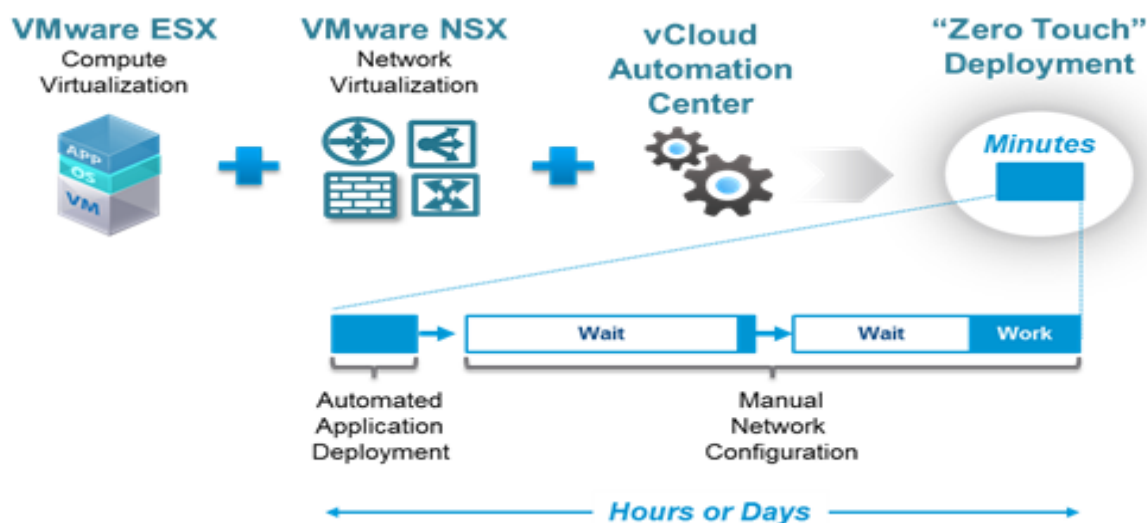 VMware ESX
Compute
Virtualization
VMware NSX
Network
Virtualization
vCloud
Automation
Center
“Zero Touch”
Deployment
APP
OS
VM
Minutes
Wait
Wait
Work
Automated
Application
Deployment
Manual
Network
Configuration
Hours or Days